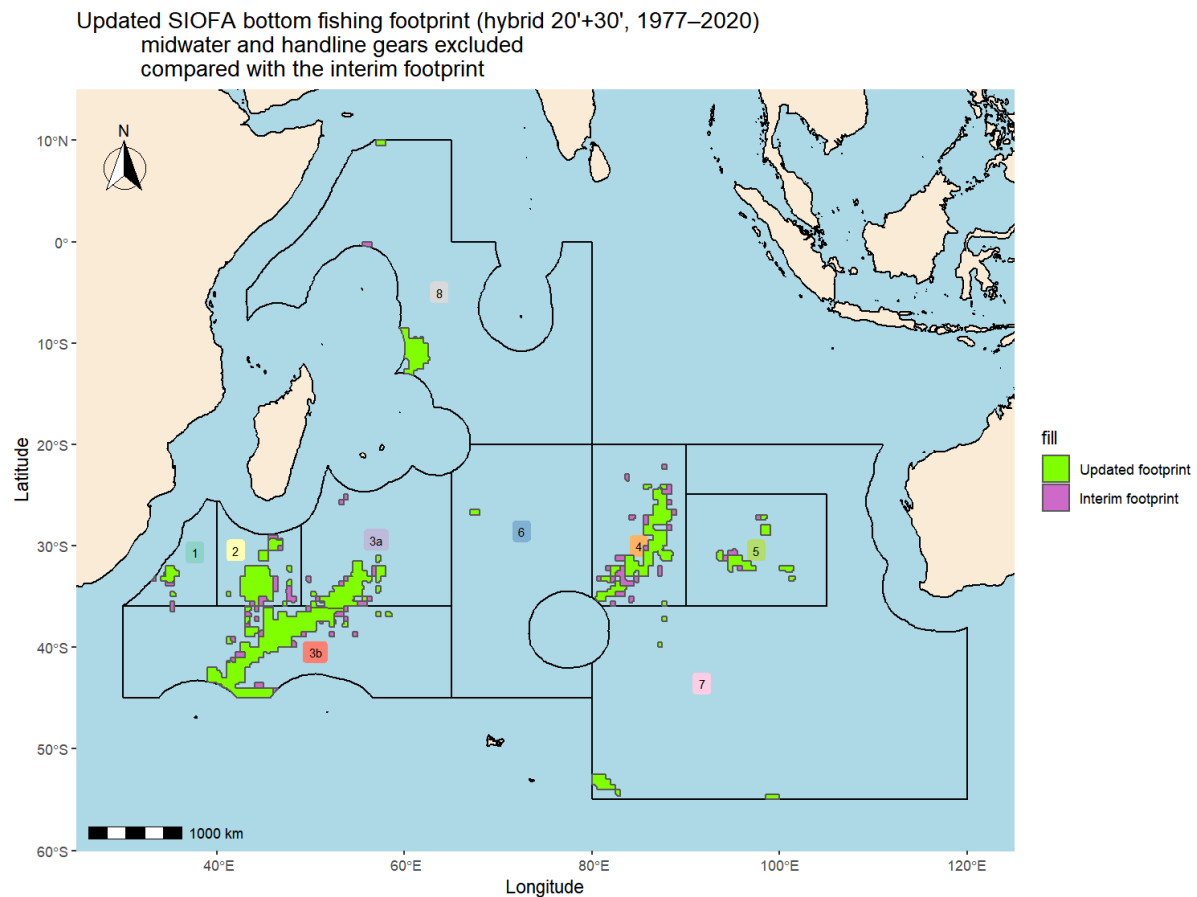 Updated SIOFA bottom fishing footprint (hybrid 20'+30', 1977–2020)
midwater and handline gears excluded
compared with the interim footprint
N
10°N
0°
10°S
20°S
30°S
40°S
50°S
60°S
Latitude
8
1
2
3a
6
4
5
3b
7
1000 km
40°E
60°E
80°E
100°E
120°E
Longitude
fill
Updated footprint
Interim footprint